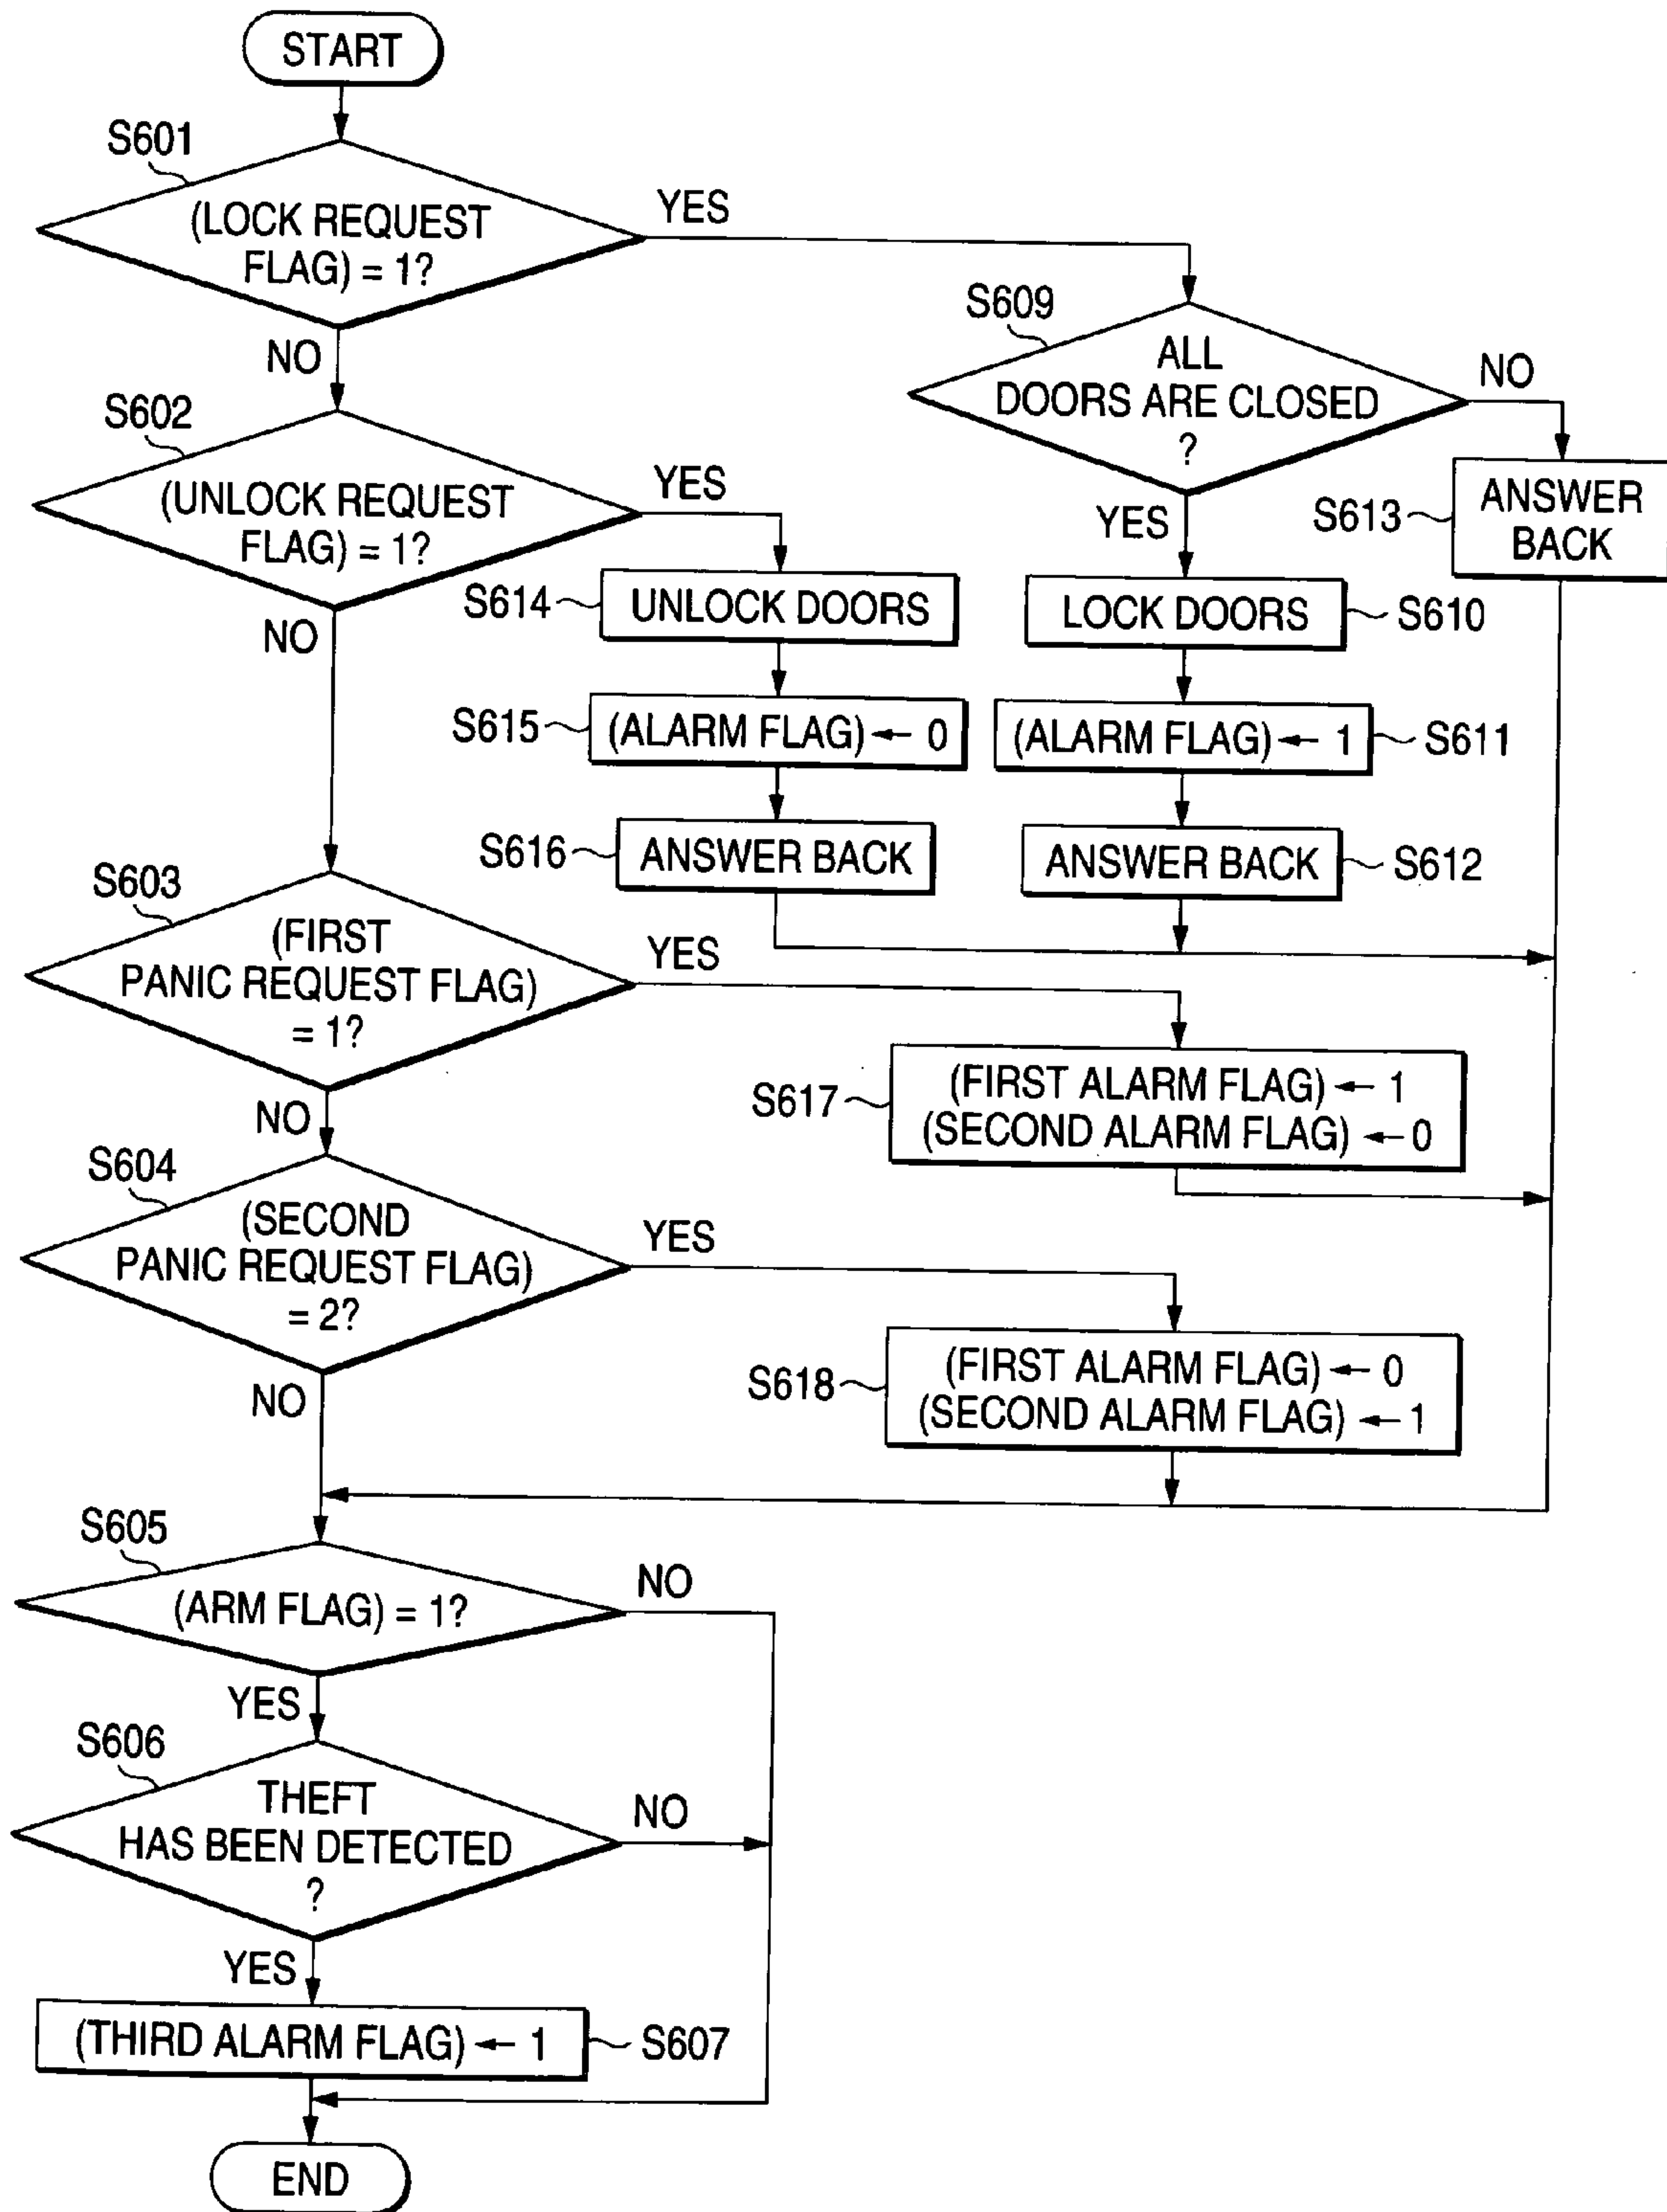 START
S601
(LOCK REQUEST
FLAG) = 1?
YES
NO
S609
ALL
DOORS ARE CLOSED
?
NO
YES
S613
ANSWER
BACK
S602
(UNLOCK REQUEST
FLAG) = 1?
YES
NO
S614
UNLOCK DOORS
LOCK DOORS
S610
S615
(ALARM FLAG) ← 0
(ALARM FLAG) ← 1
S611
S616
ANSWER BACK
ANSWER BACK
S612
S603
(FIRST
PANIC REQUEST FLAG)
= 1?
YES
NO
S617
(FIRST ALARM FLAG) ← 1
(SECOND ALARM FLAG) ← 0
S604
(SECOND
PANIC REQUEST FLAG)
= 2?
YES
NO
S618
(FIRST ALARM FLAG) ← 0
(SECOND ALARM FLAG) ← 1
S605
(ARM FLAG) = 1?
NO
YES
S606
THEFT
HAS BEEN DETECTED
?
NO
YES
(THIRD ALARM FLAG) ← 1
S607
END